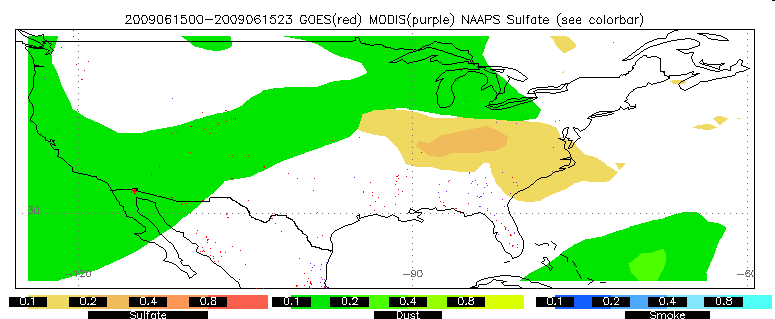 2009061500-2009061523 GOES(red) MODIS(purple) NAAPS Sulfate (see colorbar)
30
-120 -90 -60
0.1 0.2 0.4 0.8 0.1 0.2 0.4 0.8 0.1 0.2 0.4 0.8
Sulfate Dust Smoke